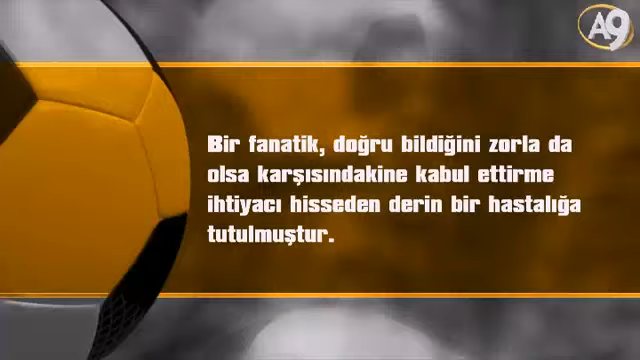 A9
Bir fanatik, doğru bildiğini zorla da
olsa karşısındakine kabul ettirme
ihtiyacı hisseden derin bir hastalığa
tutulmuştur.